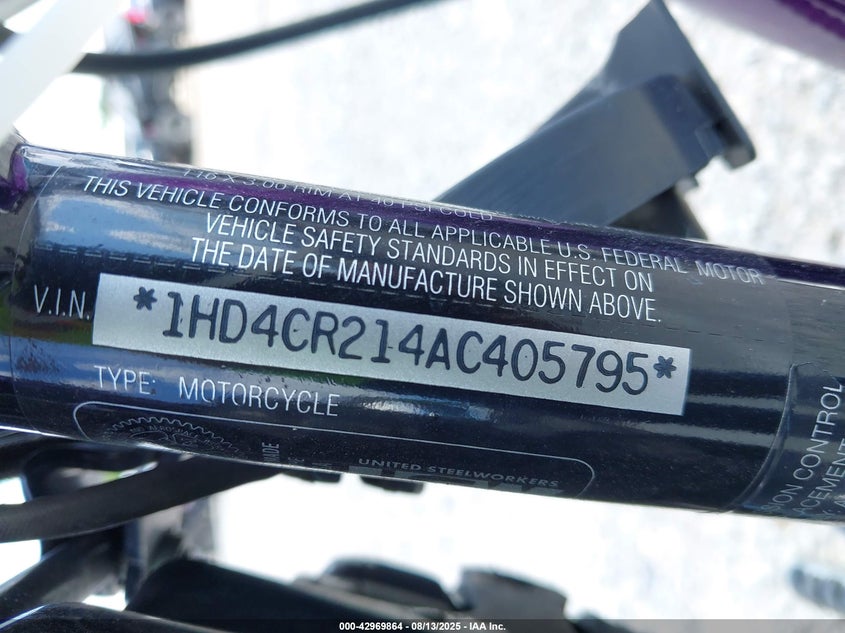 THIS VEHICLE CONFORMS TO ALL APPLICABLE U.S. FEDERAL MOTOR
VEHICLE SAFETY STANDARDS IN EFFECT ON
THE DATE OF MANUFACTURE SHOWN ABOVE.
V.I.N. *1HD4CR214AC405795*
TYPE: MOTORCYCLE
UNITED STEELWORKERS
CONTROL
000-42969864 | 08/13/2025 | IAA Inc.